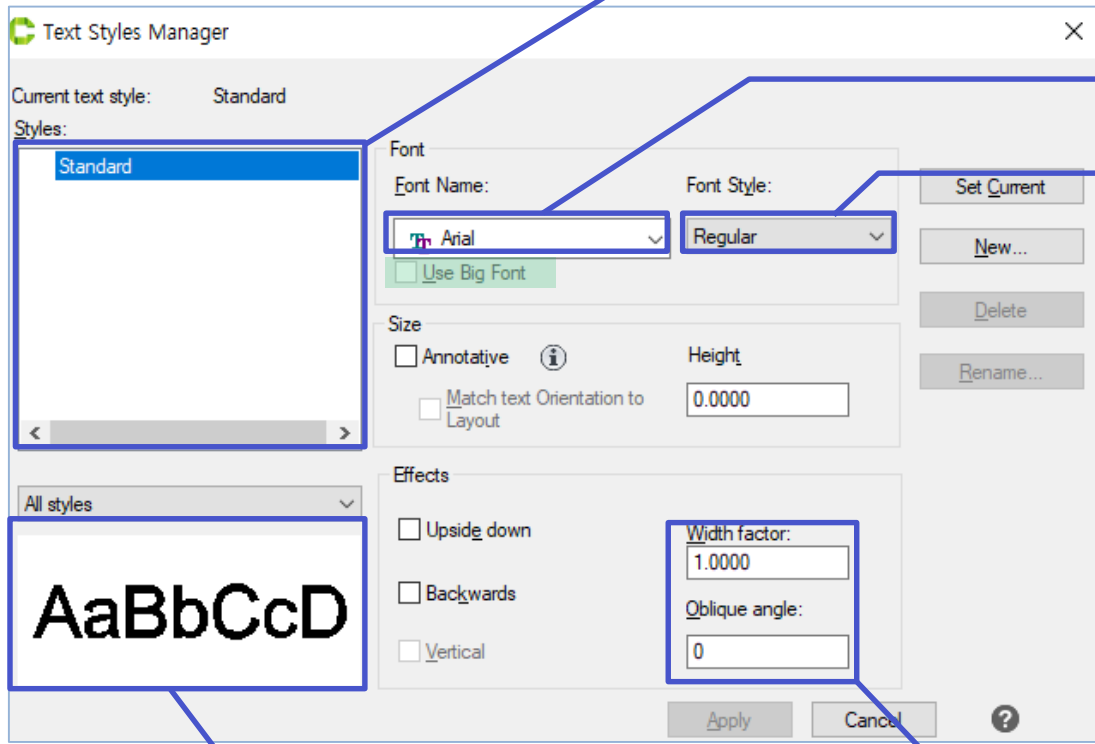 Text Styles Manager
Current text style: Standard
Styles:
Standard
Font
Font Name:
Font Style:
Arial
Regular
Use Big Font
Set Current
New...
Delete
Rename...
Size
Annotative
Height
Match text Orientation to
Layout
0.0000
All styles
AaBbCcD
Effects
Upside down
Backwards
Vertical
Width factor:
1.0000
Oblique angle:
0
Apply
Cancel